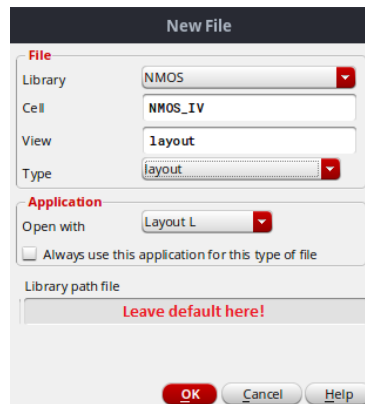 New File
File
Library NMOS
Cell NMOS_IV
View layout
Type layout
Application
Open with Layout L
Always use this application for this type of file
Library path file
Leave default here!
OK Cancel Help